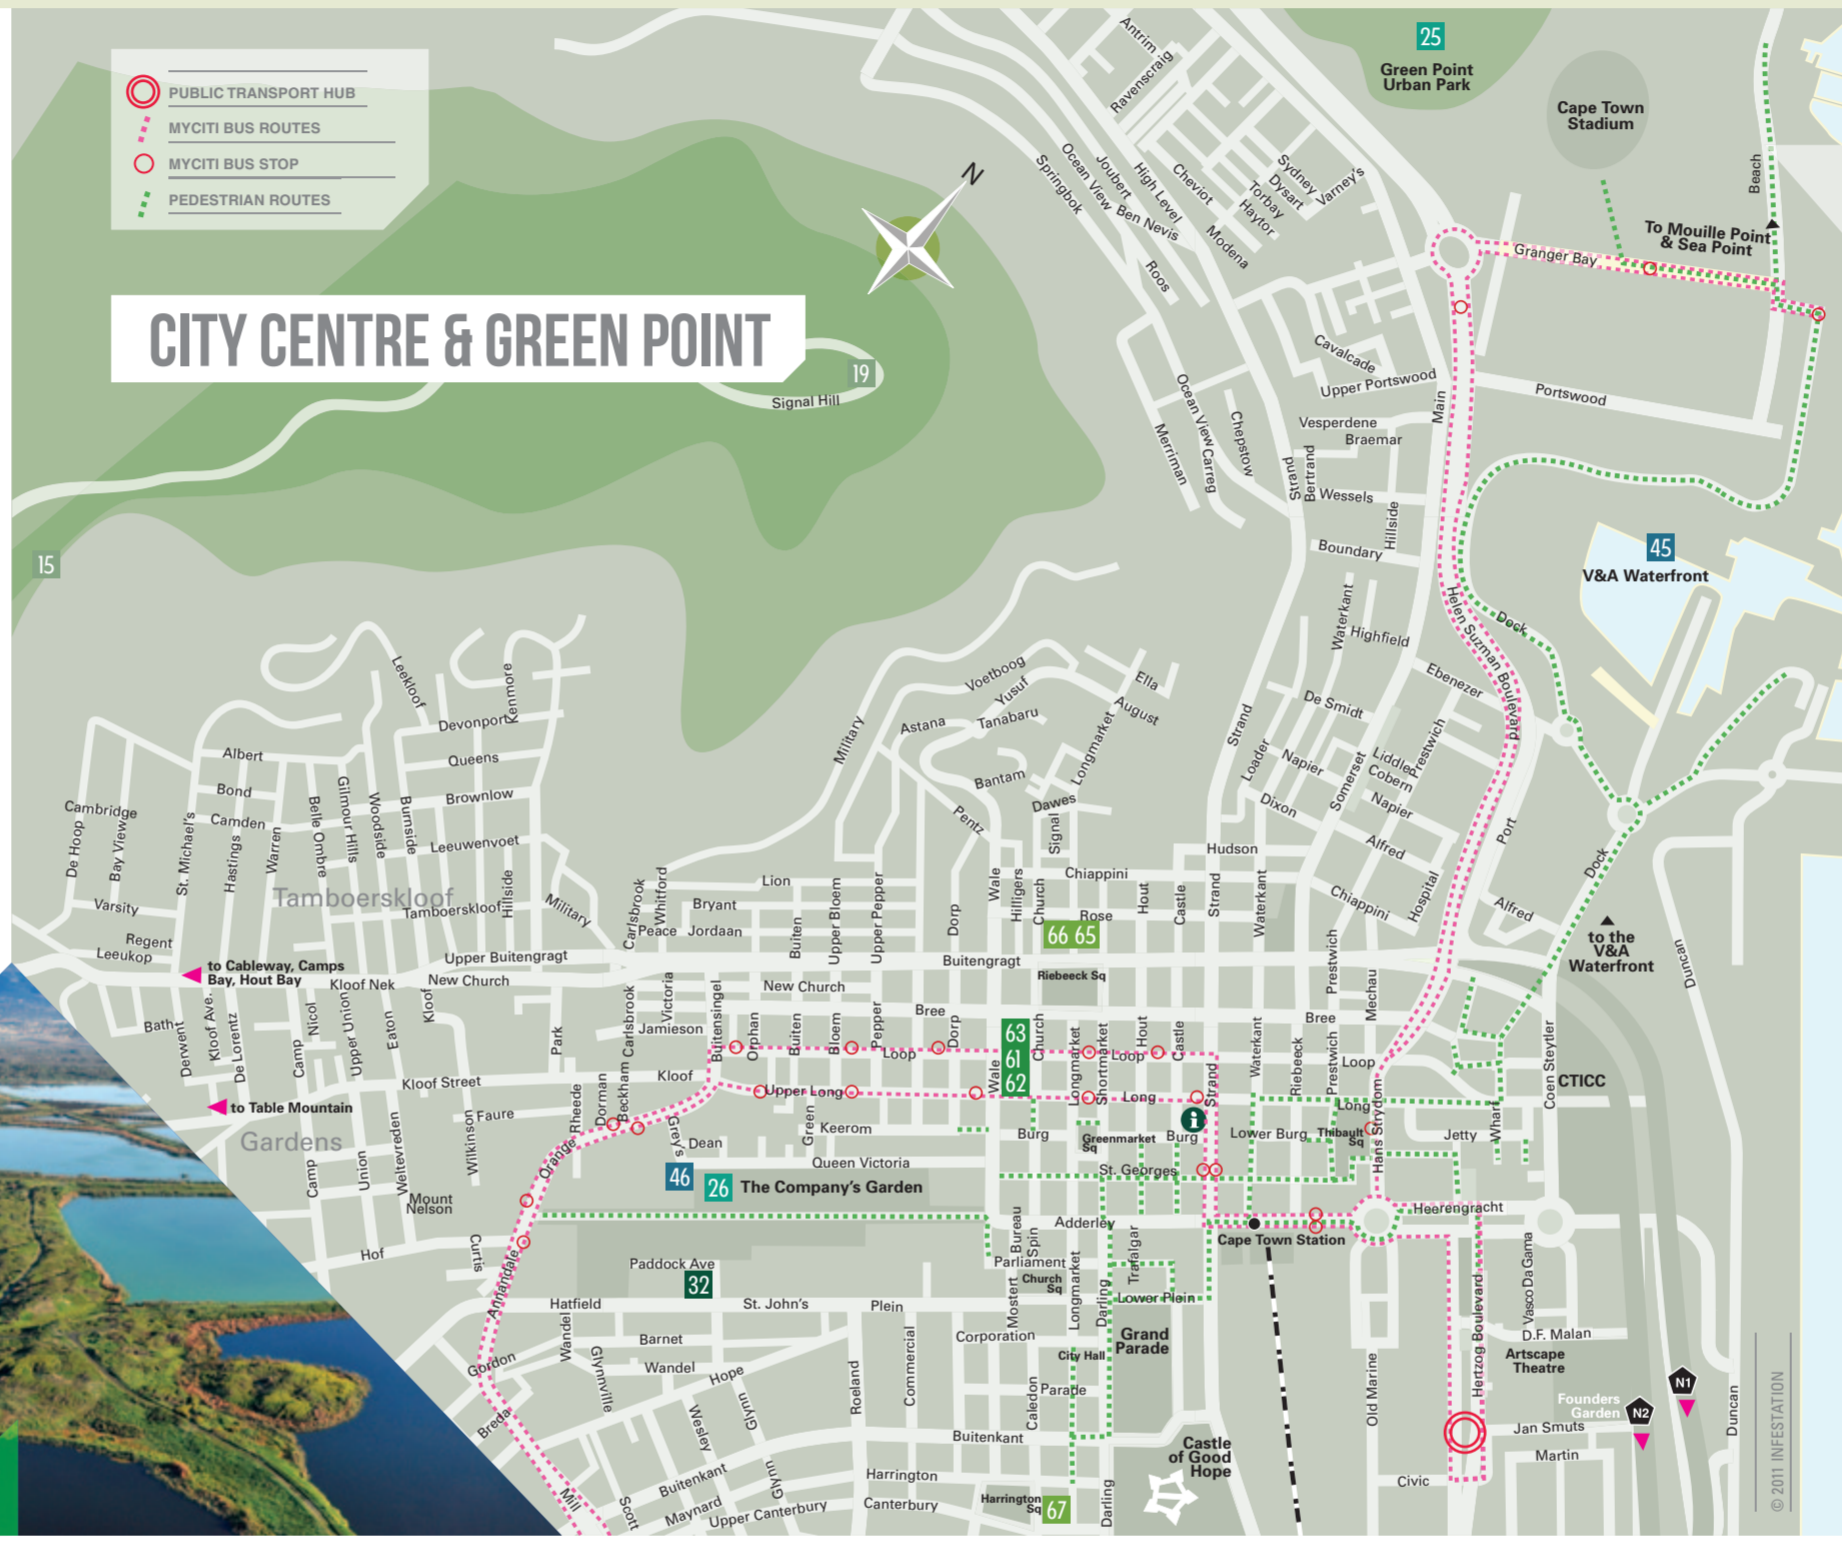 PUBLIC TRANSPORT HUB
MYCITI BUS ROUTES
MYCITI BUS STOP
PEDESTRIAN ROUTES
CITY CENTRE & GREEN POINT
N
25
Green Point
Urban Park
Cape Town
Stadium
Antrim
Ravenscraig
Beach
Springbok
Ocean View
Joubert
High Level
Ben Nevis
Cheviot
Modena
Sydney
Dysart
Torbay
Haytor
Varney's
Roos
To Mouille Point
& Sea Point
Granger Bay
19
Signal Hill
15
Cavalcade
Upper Portswood
Main
Portswood
Vesperdene
Braemar
Ocean View
Carreg
Chepstow
Merriman
Strand
Bertrand
Wessels
Hillside
Boundary
45
V&A Waterfront
Helen Suzman Boulevard
Dock
Waterkant
Highfield
Ebenezer
De Smidt
Strand
Loader
Napier
Somerset
Liddle
Cobern
Prestwich
Napier
Dixon
Alfred
Port
Dock
Leekloof
Kenmore
Devonport
Queens
Brownlow
Leeuwenvoet
Albert
Bond
Camden
Cambridge
De Hoop
Bay View
St. Michael's
Hastings
Warren
Belle Ombre
Gilmour Hills
Woodside
Burnside
Hillside
Tamboerskloof
Tamboerskloof
Varsity
Regent
Leeukop
Military
Voetboog
Yusuf
Tanabaru
Astana
Ella
August
Longmarket
Bantam
Dawes
Pentz
Signal
Military
Carlsbrook
Whitford
Lion
Bryant
Peace
Jordaan
Buiten
Upper Bloem
Upper Pepper
Dorp
Wale
Hilligers
Church
Chiappini
Rose
Hout
Castle
Strand
Hudson
Waterkant
Chiappini
Hospital
Alfred
66 65
to the
V&A
Waterfront
Duncan
Upper Buitengragt
Buitengragt
Riebeeck Sq
Prestwich
Mechau
to Cableway, Camps
Bay, Hout Bay
Kloof Nek
New Church
New Church
Bath
Derwent
Kloof Ave.
De Lorentz
Nicol
Camp
Upper Union
Eaton
Kloof
Park
Carlsbrook
Victoria
Jamieson
Buitensingel
Orphan
Buiten
Bloem
Pepper
Bree
Dorp
63
61
62
Church
Wale
Longmarket
Shortmarket
Hout
Castle
Loop
Loop
Strand
Waterkant
Riebeeck
Prestwich
Bree
Loop
Coen Steytler
CTICC
to Table Mountain
Gardens
Kloof Street
Kloof
Rheede
Dorman
Beckham
Upper Long
Long
Long
Hans Strydom
Wharf
Faure
Wilkinson
Weltevreden
Union
Camp
Mount
Nelson
Orange
Grey's
Dean
Green
Keerom
Burg
Greenmarket
Sq
Burg
i
Lower Burg
Thibault
Sq
Jetty
Queen Victoria
St. Georges
46
26
The Company's Garden
Adderley
Heerengracht
Cape Town Station
Hof
Curtis
Annandale
Paddock Ave
32
Bureau
Spin
Parliament
Church
Sq
Mostert
Longmarket
Darling
Trafalgar
Lower Plein
Hatfield
St. John's
Plein
Vasco Da Gama
Hertzog Boulevard
Grand
Parade
Corporation
City Hall
D.F. Malan
Artscape
Theatre
Barnet
Wandel
Wandel
Glynnville
Gordon
Hope
Glynn
Wesley
Roeland
Commercial
Caledon
Parade
Old Marine
Founders
Garden
N2
N1
Jan Smuts
Martin
Civic
Duncan
Breda
Mill
Scott
Buitenkant
Buitenkant
Maynard
Glynn
Upper Canterbury
Harrington
Canterbury
Harrington
Sq
67
Darling
Castle
of Good
Hope
© 2011 INFESTATION